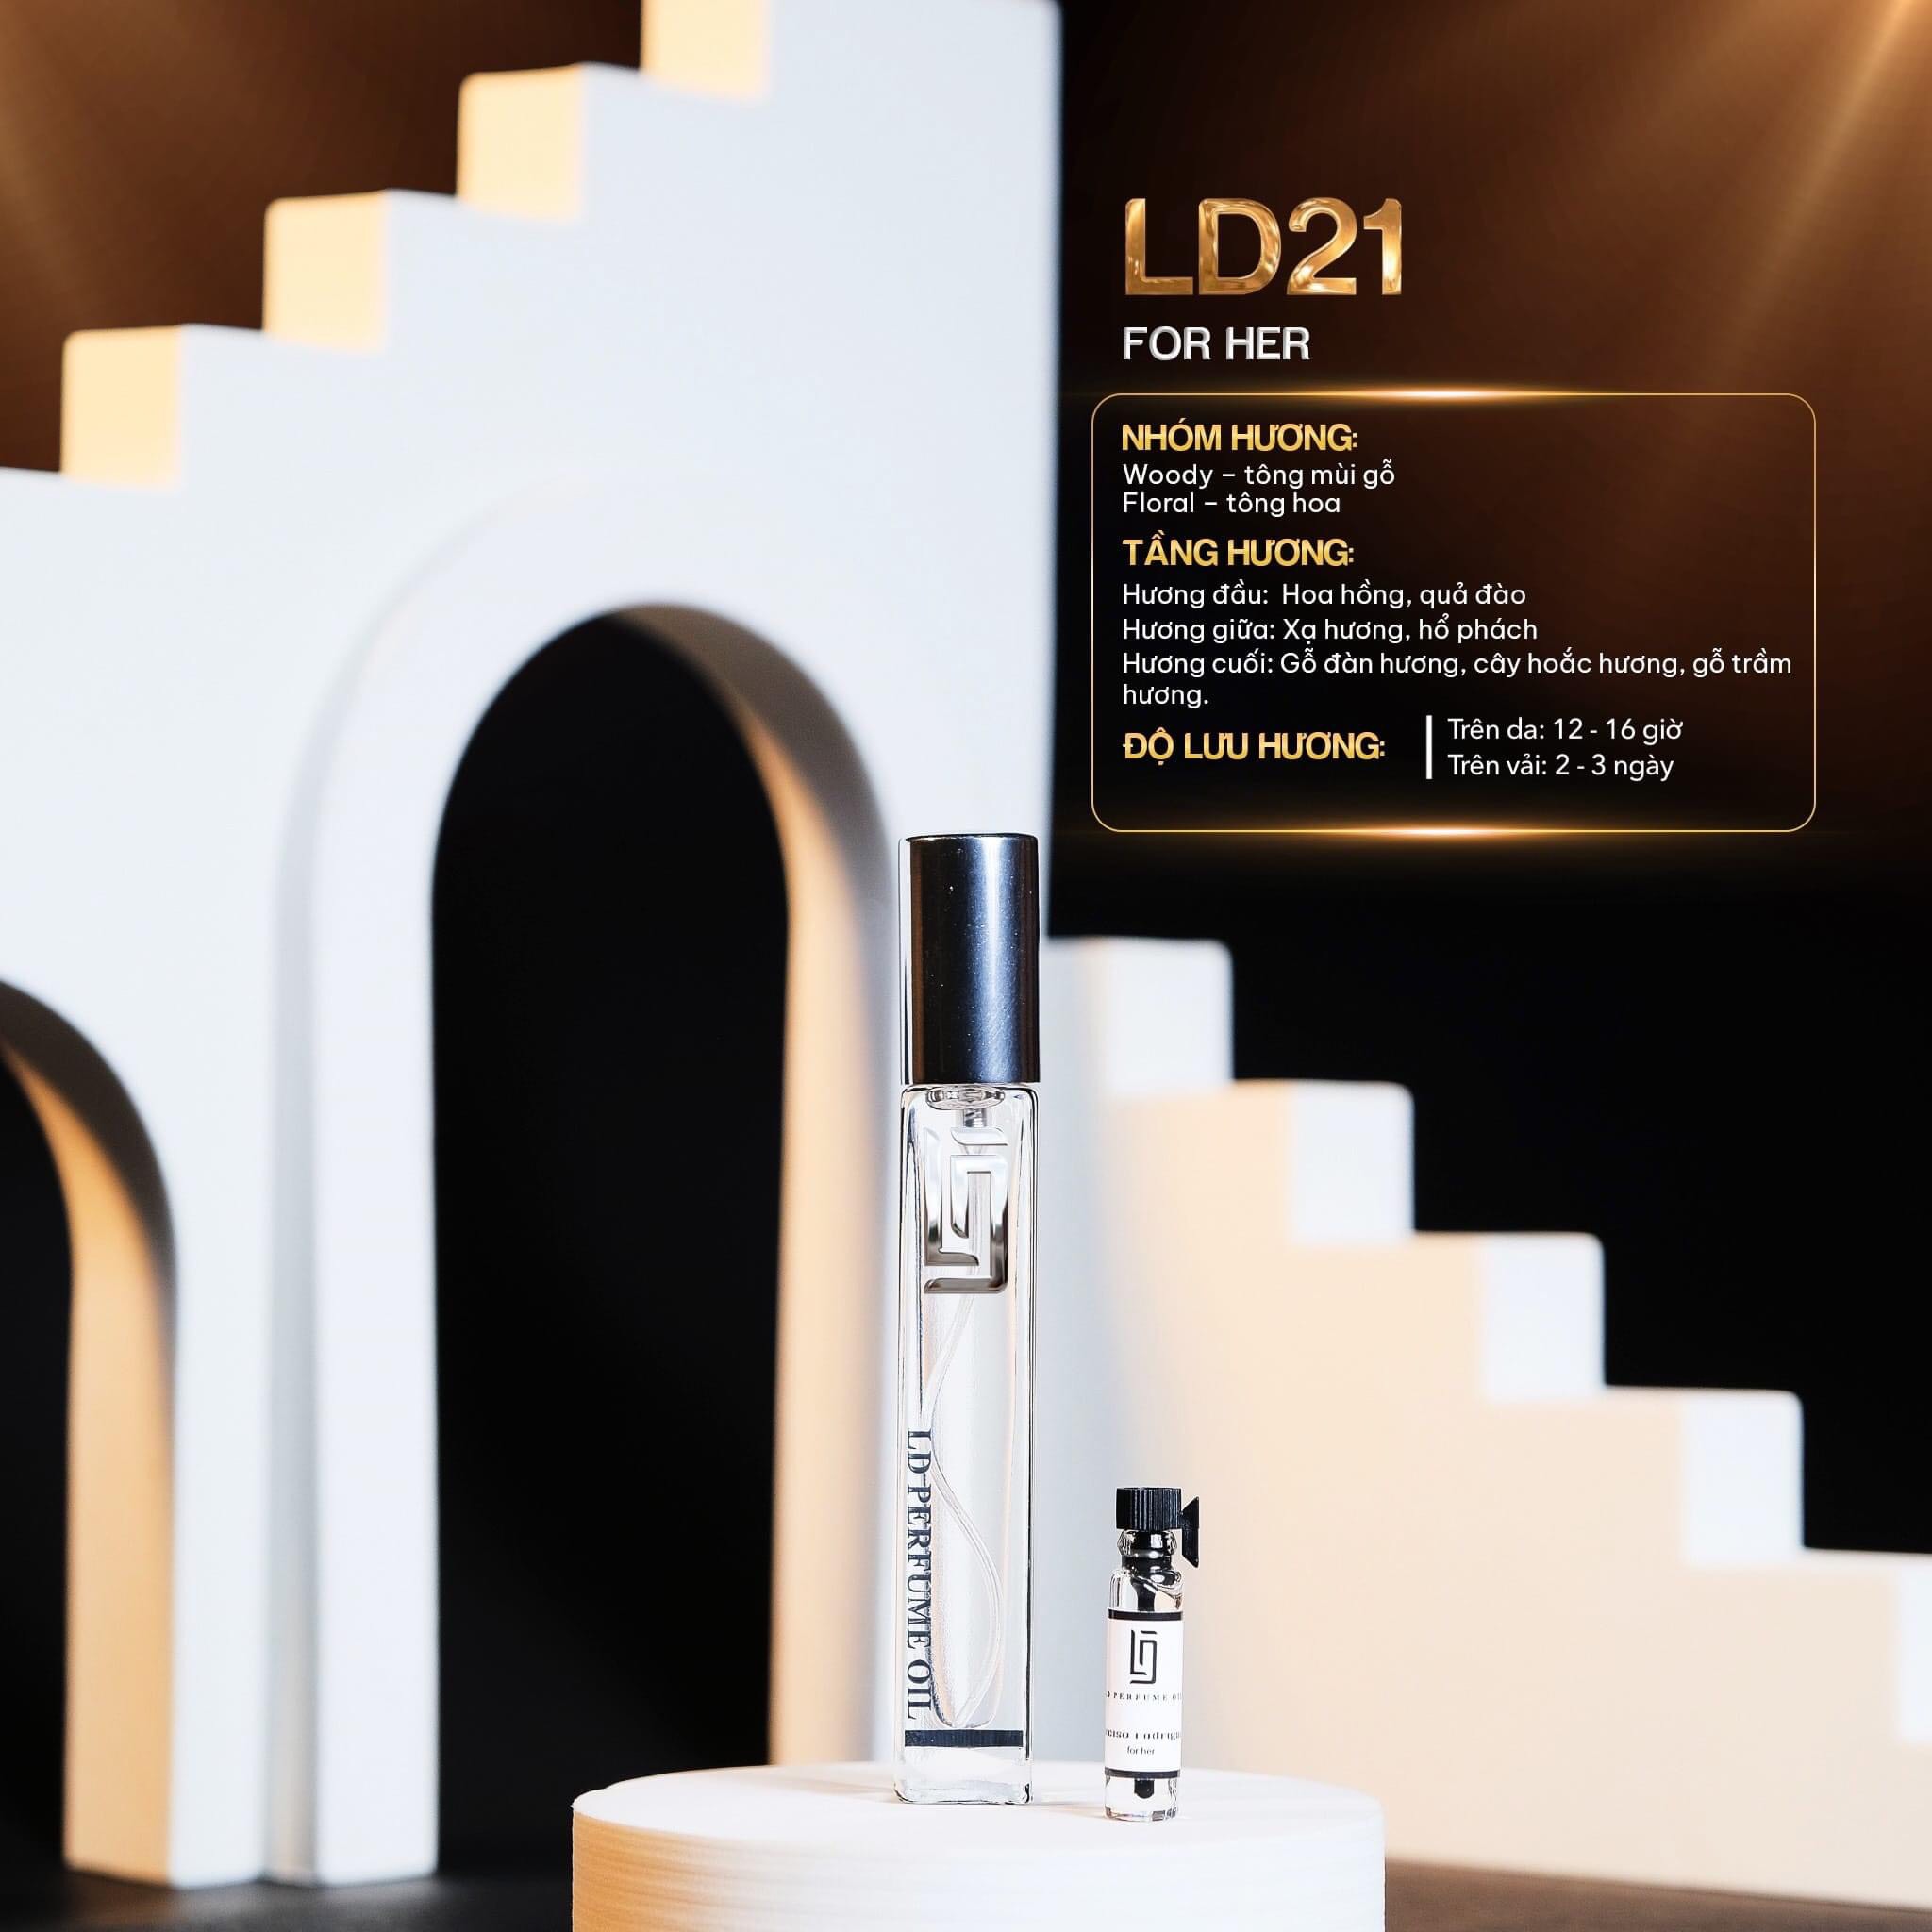 LD21
FOR HER
NHÓM HƯƠNG:
Woody – tông mùi gỗ
Floral – tông hoa
TẦNG HƯƠNG:
Hương đầu: Hoa hồng, quả đào
Hương giữa: Xạ hương, hổ phách
Hương cuối: Gỗ đàn hương, cây hoắc hương, gỗ trầm
hương.
ĐỘ LƯU HƯƠNG:
Trên da: 12 - 16 giờ
Trên vải: 2 - 3 ngày
LD PERFUME OIL
PERFUME
for her